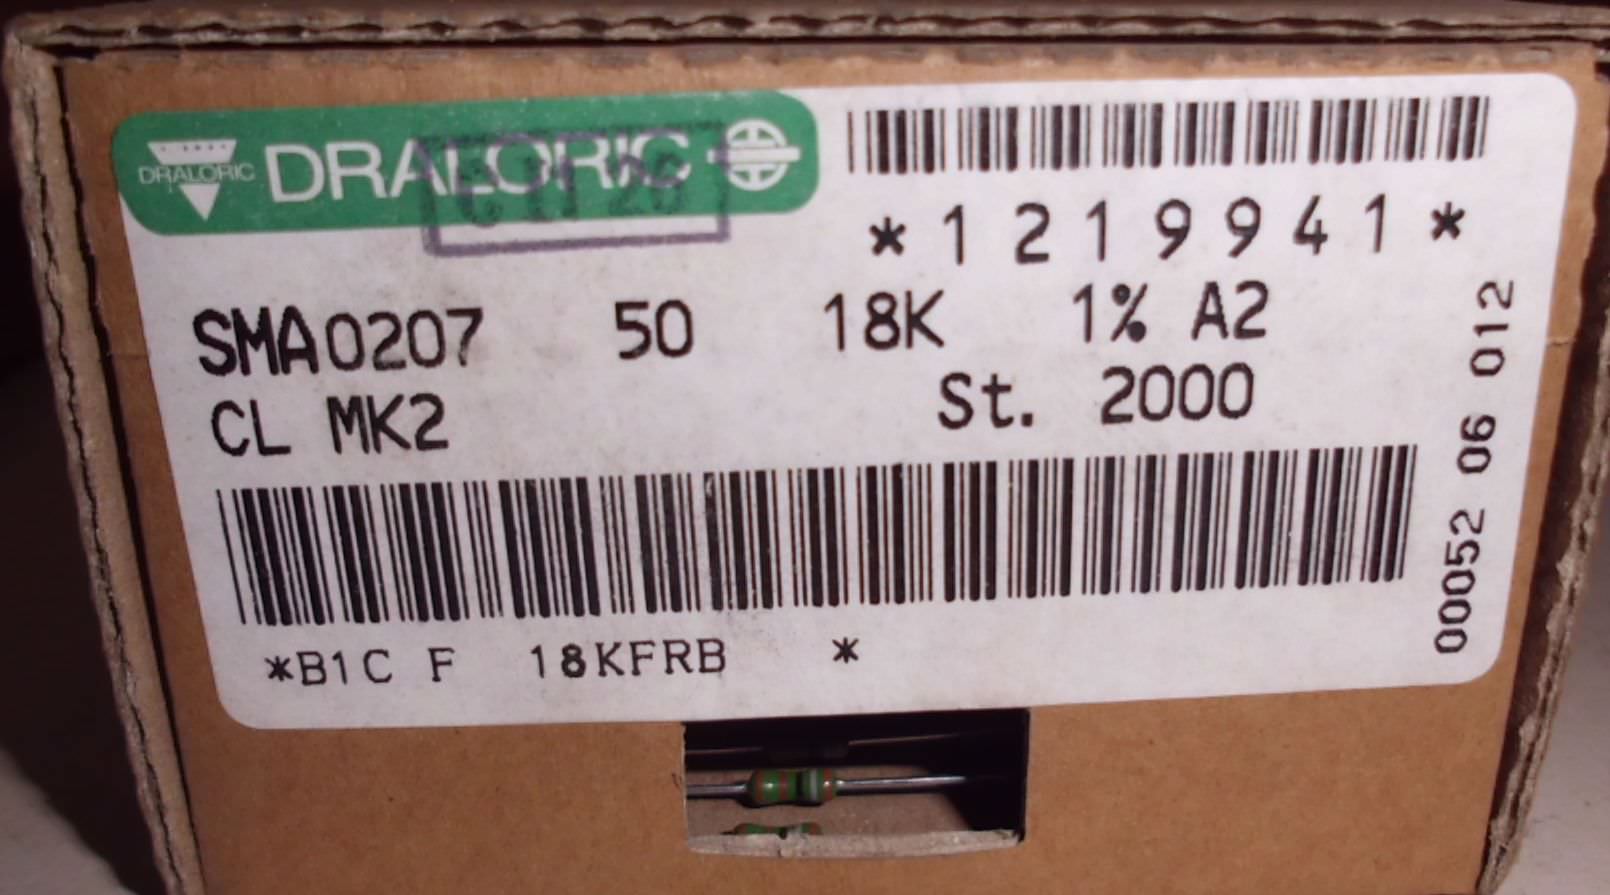 DRALORIC
DRALORIC
*1219941*
SMA0207 50 18K 1% A2
CL MK2 St. 2000
*B1C F 18KFRB *
00052 06 012